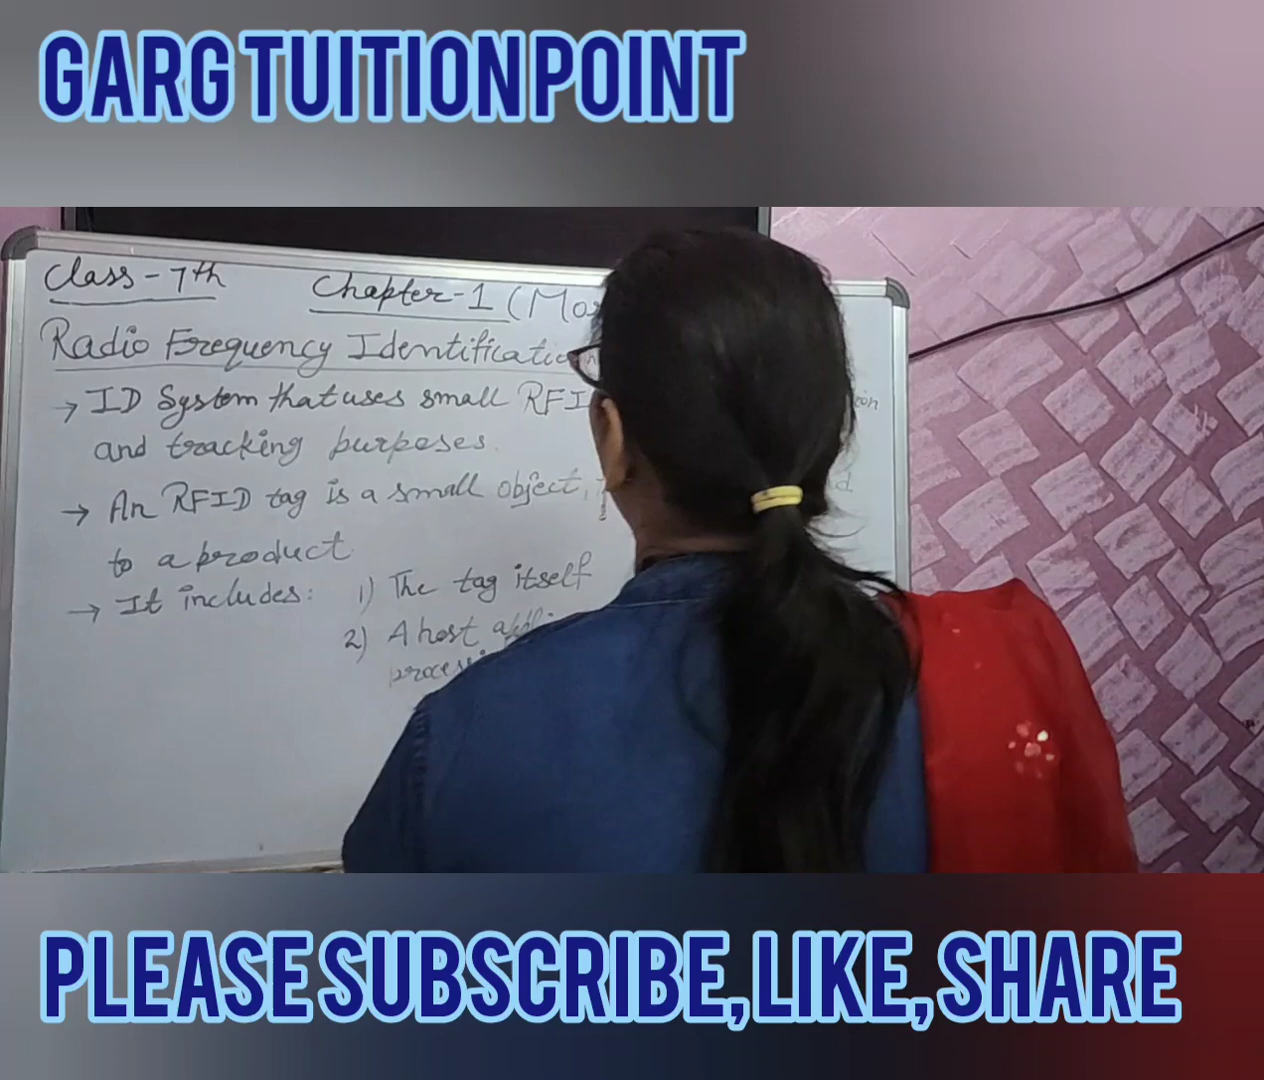 GARG TUITION POINT
Class - 7th
Chapter-1 (Mo
Radio Frequency Identification
→ ID System that uses small RFI
and tracking purposes.
→ An RFID tag is a small object,
to a product
→ It includes: 1) The tag itself
2) A host
PLEASE SUBSCRIBE, LIKE, SHARE